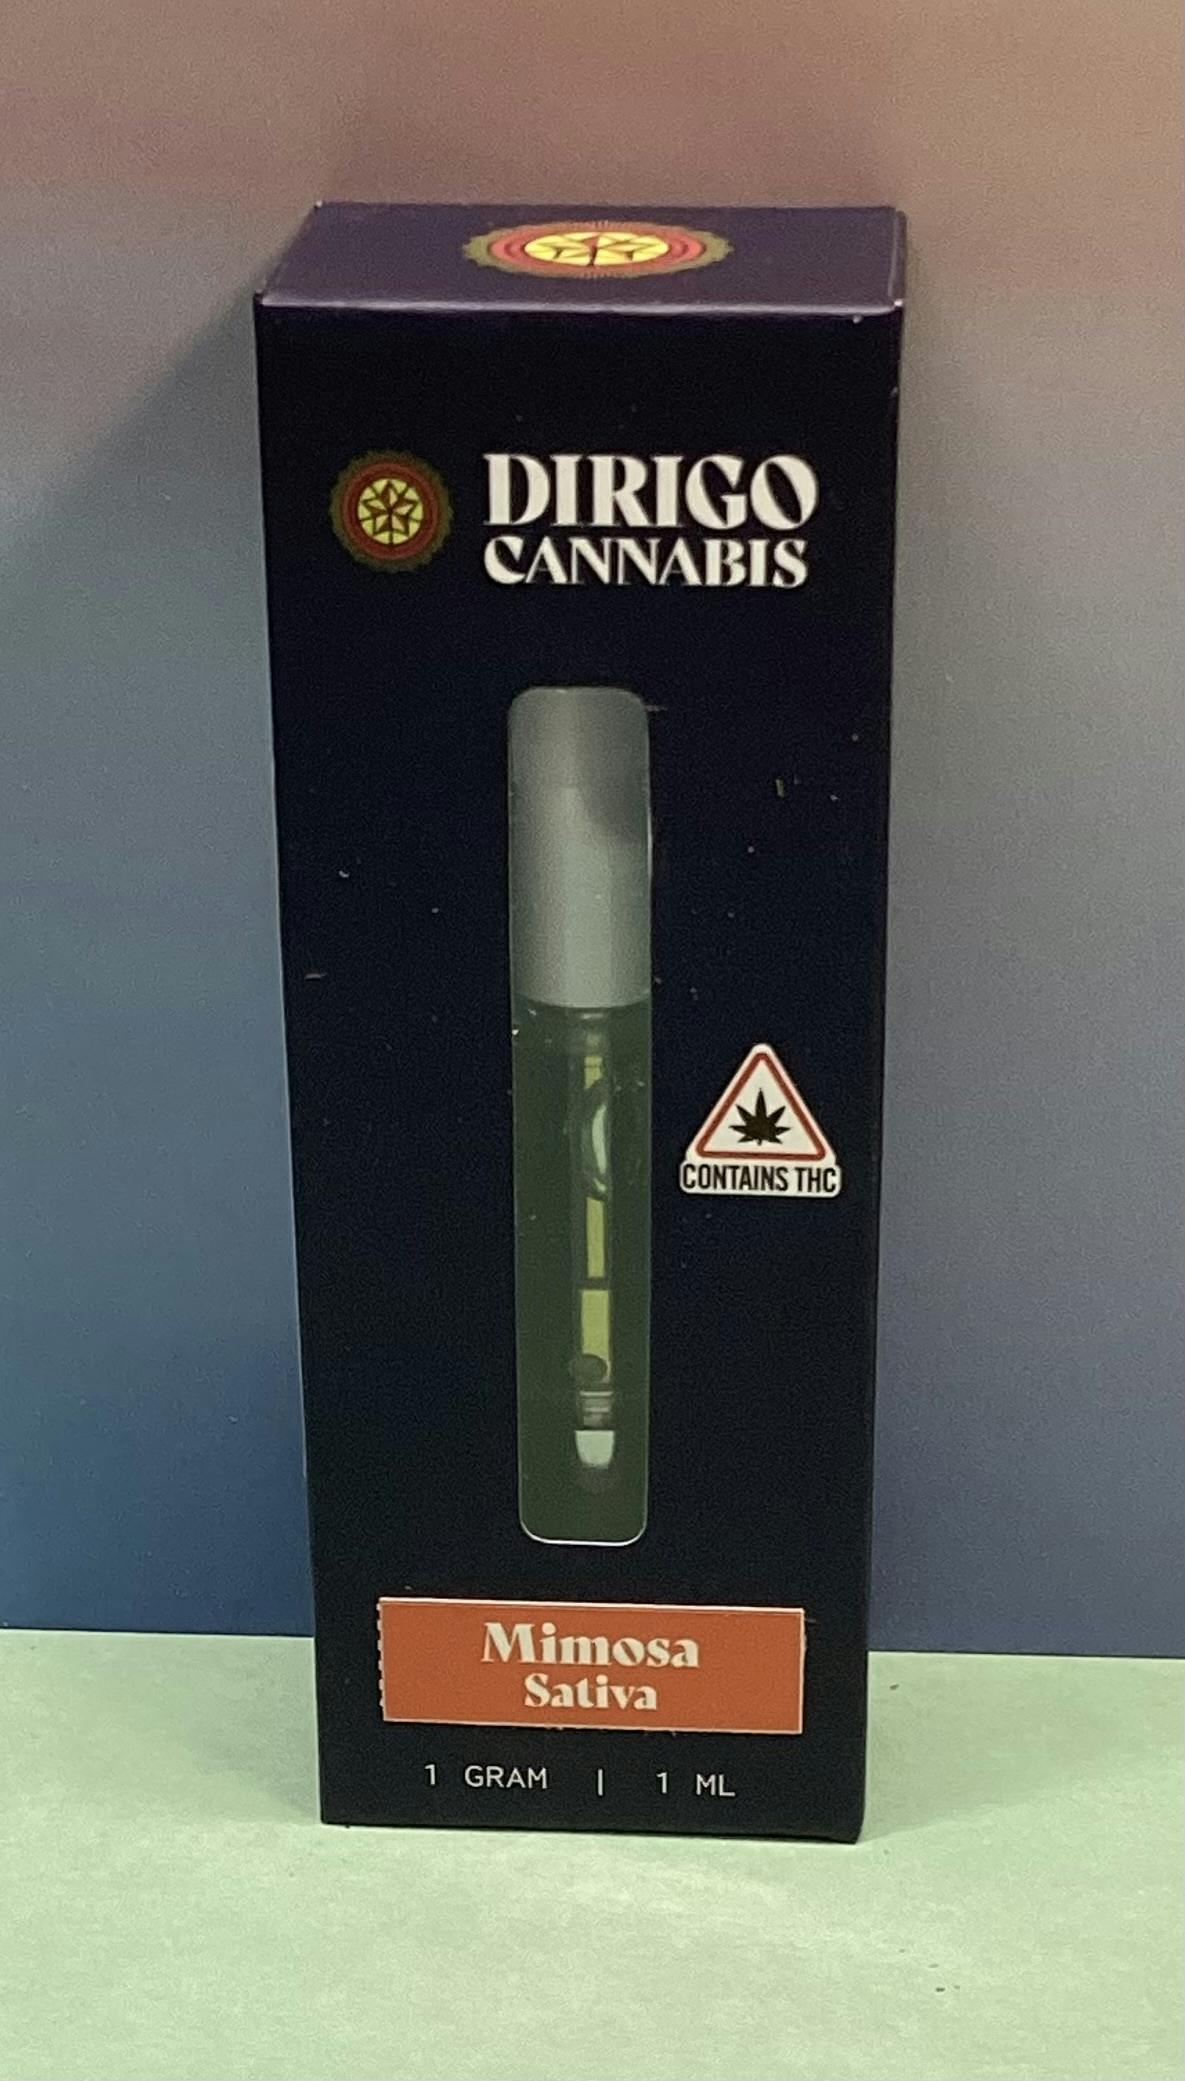 DIRIGO
CANNABIS
CONTAINS THC
Mimosa
Sativa
1 GRAM | 1 ML